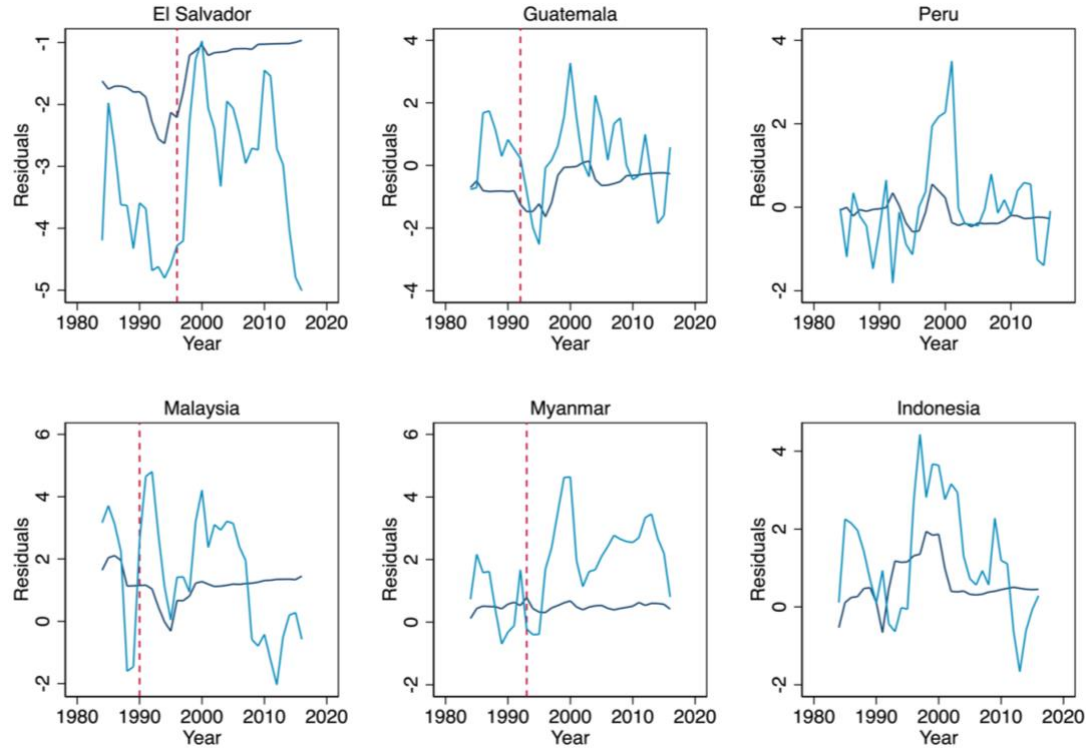 El Salvador
Residuals
-1
-2
-3
-4
-5
1980 1990 2000 2010 2020
Year
Guatemala
Residuals
4
2
0
-2
-4
1980 1990 2000 2010 2020
Year
Peru
Residuals
4
2
0
-2
1980 1990 2000 2010
Year
Malaysia
Residuals
6
4
2
0
-2
1980 1990 2000 2010 2020
Year
Myanmar
Residuals
6
4
2
0
-2
1980 1990 2000 2010 2020
Year
Indonesia
Residuals
4
2
0
-2
1980 1990 2000 2010 2020
Year